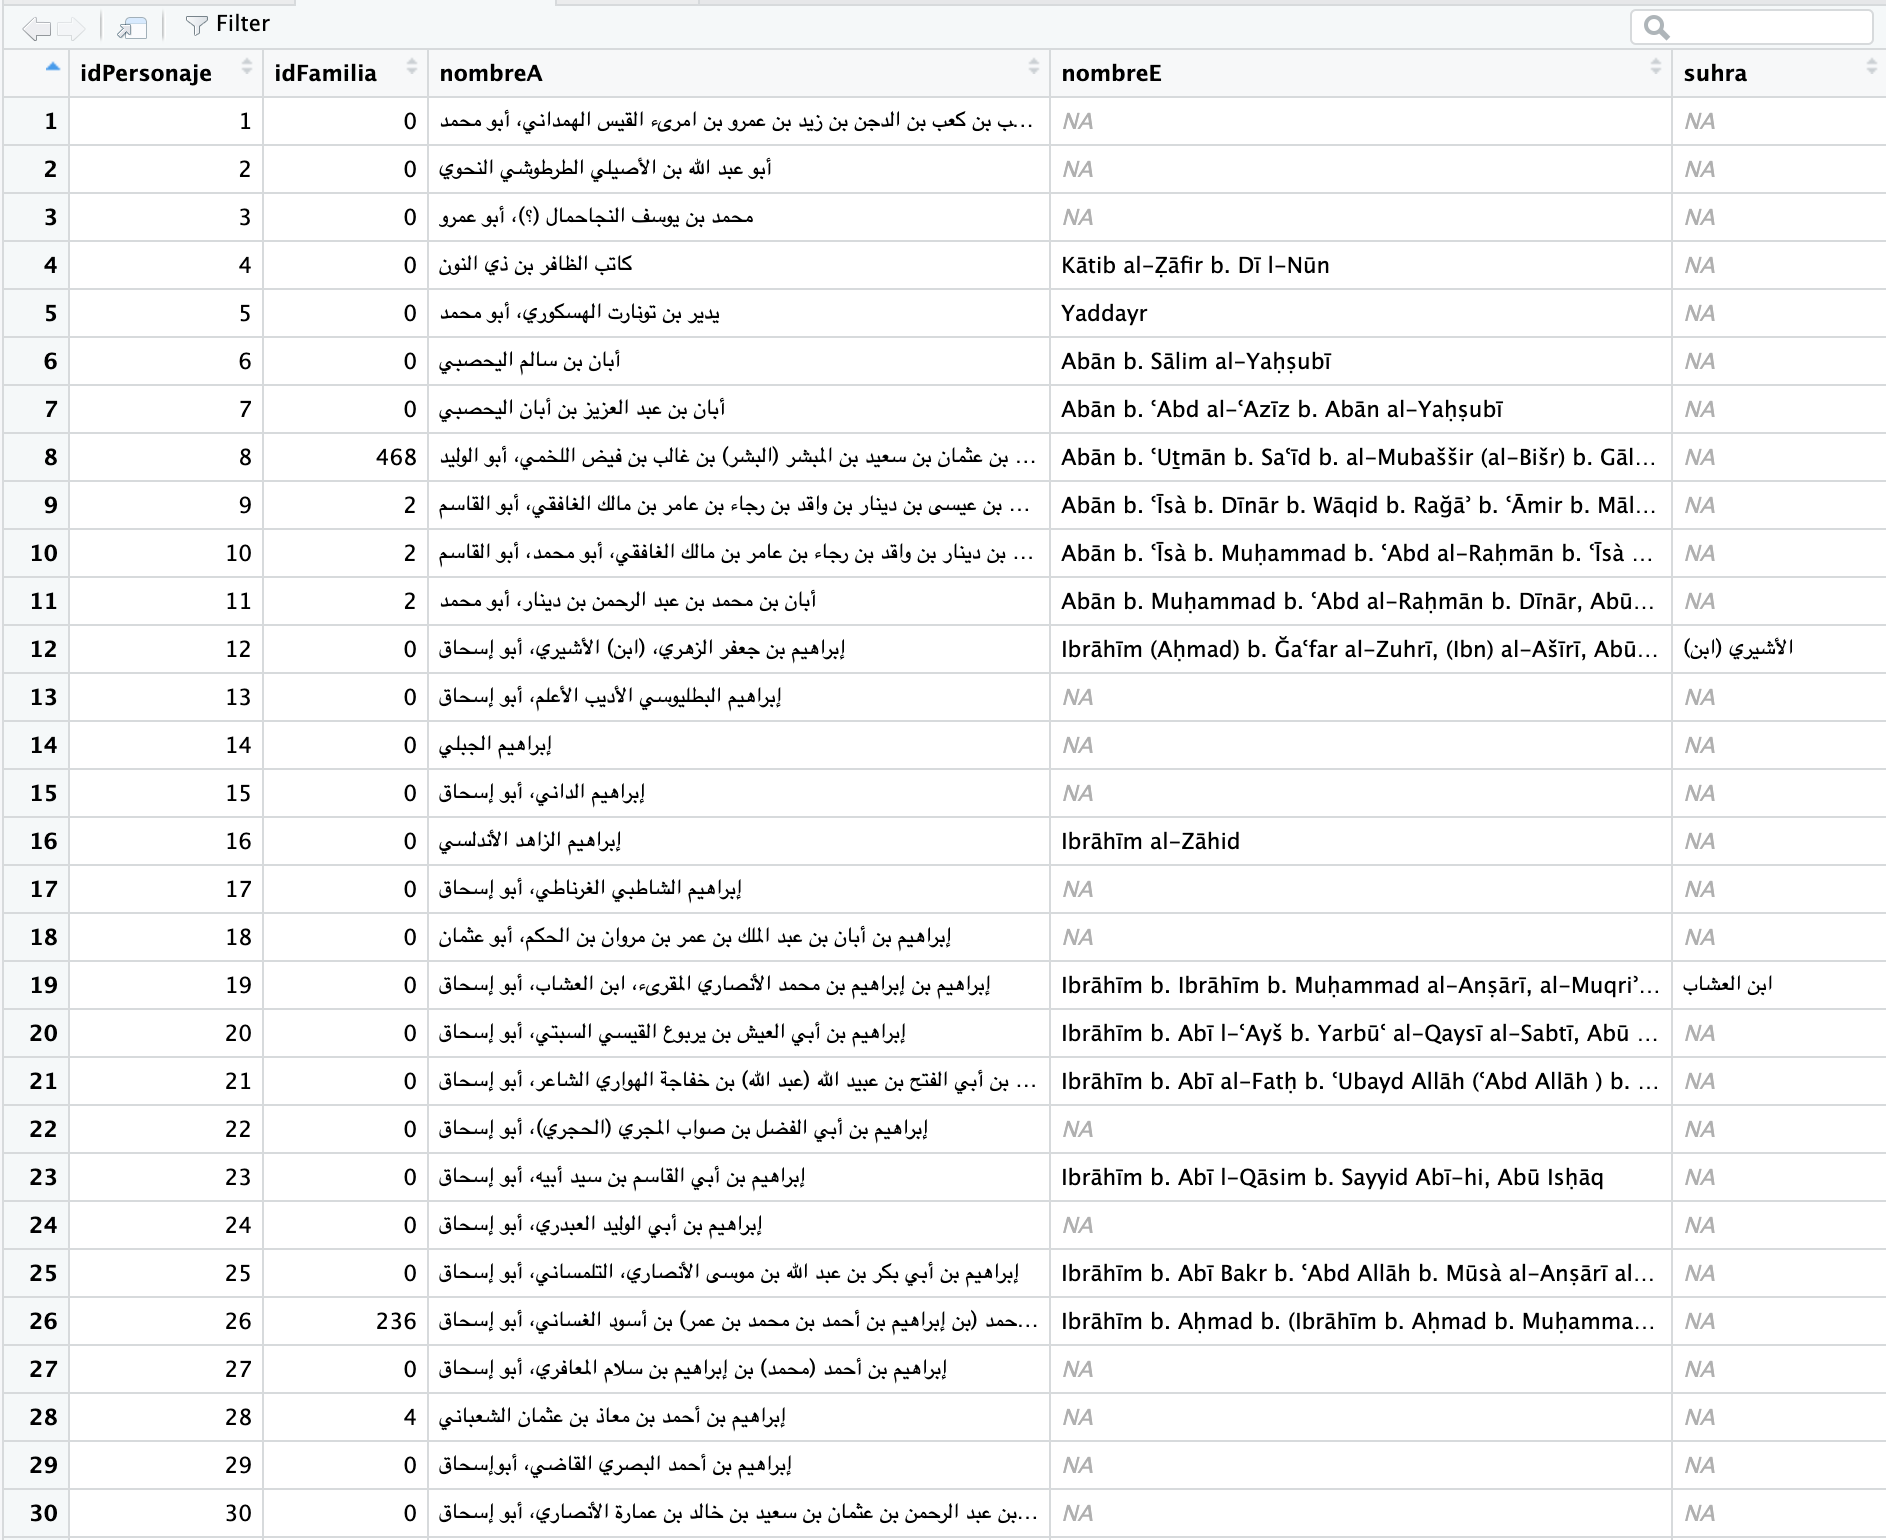 Filter
idPersonaje idFamilia nombreA nombreE suhra
1 1 0 ...ب بن كعب بن الدجن بن زيد بن عمرو بن امرىء القيس الهمداني، أبو محمد NA NA
2 2 0 أبو عبد الله بن الأصيلي الطرطوشي النحوي NA NA
3 3 0 محمد بن يوسف النجاحمال (؟)، أبو عمرو NA NA
4 4 0 كاتب الظافر بن ذي النون Kātib al-Ẓāfir b. Dī l-Nūn NA
5 5 0 يدير بن تونارت الهسكوري، أبو محمد Yaddayr NA
6 6 0 أبان بن سالم اليحصبي Abān b. Sālim al-Yaḥṣubī NA
7 7 0 أبان بن عبد العزيز بن أبان اليحصبي Abān b. ʿAbd al-ʿAzīz b. Abān al-Yaḥṣubī NA
8 8 468 ... بن عثمان بن سعيد بن المبشر (البشر) بن غالب بن فيض اللخمي، أبو الوليد Abān b. ʿUṯmān b. Saʿīd b. al-Mubaššir (al-Bišr) b. Gāl... NA
9 9 2 ... بن عيسى بن دينار بن واقد بن رجاء بن عامر بن مالك الغافقي، أبو القاسم Abān b. ʿĪsà b. Dīnār b. Wāqid b. Raǧāʾ b. ʿĀmir b. Māl... NA
10 10 2 ... بن دينار بن واقد بن رجاء بن عامر بن مالك الغافقي، أبو محمد، أبو القاسم Abān b. ʿĪsà b. Muḥammad b. ʿAbd al-Raḥmān b. ʿĪsà ... NA
11 11 2 أبان بن محمد بن عبد الرحمن بن دينار، أبو محمد Abān b. Muḥammad b. ʿAbd al-Raḥmān b. Dīnār, Abū... NA
12 12 0 إبراهيم بن جعفر الزهري، (ابن) الأشيري، أبو إسحاق Ibrāhīm (Aḥmad) b. Ǧaʿfar al-Zuhrī, (Ibn) al-Ašīrī, Abū... الأشيري (ابن)
13 13 0 إبراهيم البطليوسي الأديب الأعلم، أبو إسحاق NA NA
14 14 0 إبراهيم الجبلي NA NA
15 15 0 إبراهيم الداني، أبو إسحاق NA NA
16 16 0 إبراهيم الزاهد الأندلسي Ibrāhīm al-Zāhid NA
17 17 0 إبراهيم الشاطبي الغرناطي، أبو إسحاق NA NA
18 18 0 إبراهيم بن أبان بن عبد الملك بن عمر بن مروان بن الحكم، أبو عثمان NA NA
19 19 0 إبراهيم بن إبراهيم بن محمد الأنصاري المقرىء، ابن العشاب، أبو إسحاق Ibrāhīm b. Ibrāhīm b. Muḥammad al-Anṣārī, al-Muqriʾ... ابن العشاب
20 20 0 إبراهيم بن أبي العيش بن يربوع القيسي السبتي، أبو إسحاق Ibrāhīm b. Abī l-ʿAyš b. Yarbūʿ al-Qaysī al-Sabtī, Abū ... NA
21 21 0 ... بن أبي الفتح بن عبيد الله (عبد الله) بن خفاجة الهواري الشاعر، أبو إسحاق Ibrāhīm b. Abī al-Fatḥ b. ʿUbayd Allāh (ʿAbd Allāh ) b. ... NA
22 22 0 إبراهيم بن أبي الفضل بن صواب المجري (الحجري)، أبو إسحاق NA NA
23 23 0 إبراهيم بن أبي القاسم بن سيد أبيه، أبو إسحاق Ibrāhīm b. Abī l-Qāsim b. Sayyid Abī-hi, Abū Isḥāq NA
24 24 0 إبراهيم بن أبي الوليد العبدري، أبو إسحاق NA NA
25 25 0 إبراهيم بن أبي بكر بن عبد الله بن موسى الأنصاري، التلمساني، أبو إسحاق Ibrāhīm b. Abī Bakr b. ʿAbd Allāh b. Mūsà al-Anṣārī al... NA
26 26 236 ...حمد (بن إبراهيم بن أحمد بن محمد بن عمر) بن أسود الغساني، أبو إسحاق Ibrāhīm b. Aḥmad b. (Ibrāhīm b. Aḥmad b. Muḥamma... NA
27 27 0 إبراهيم بن أحمد (محمد) بن إبراهيم بن سلام المعافري، أبو إسحاق NA NA
28 28 4 إبراهيم بن أحمد بن معاذ بن عثمان الشعباني NA NA
29 29 0 إبراهيم بن أحمد البصري القاضي، أبوإسحاق NA NA
30 30 0 ...بن عبد الرحمن بن عثمان بن سعيد بن خالد بن عمارة الأنصاري، أبو إسحاق NA NA